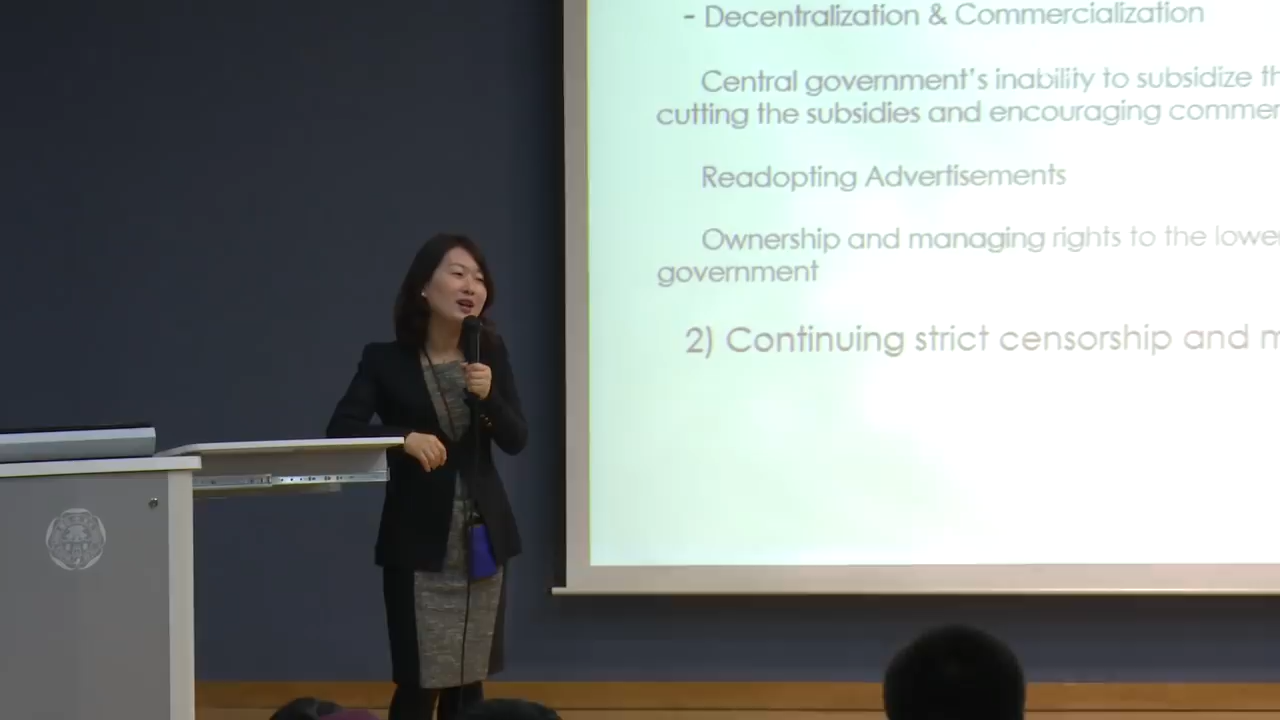 - Decentralization & Commercialization
Central government's inability to subsidize th
cutting the subsidies and encouraging commer
Readopting Advertisements
Ownership and managing rights to the lowe
government
2) Continuing strict censorship and m